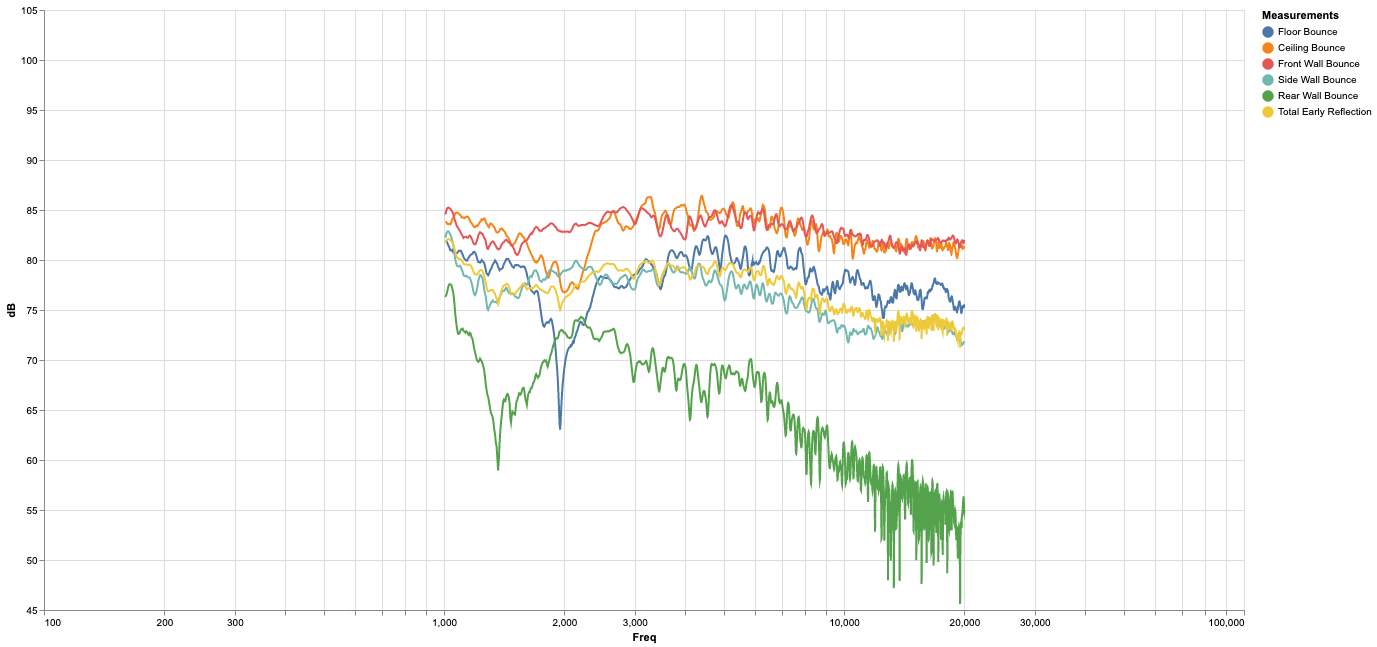 Measurements
Floor Bounce
Ceiling Bounce
Front Wall Bounce
Side Wall Bounce
Rear Wall Bounce
Total Early Reflection
dB
105
100
95
90
85
80
75
70
65
60
55
50
45
100 200 300 1,000 2,000 3,000 10,000 20,000 30,000 100,000
Freq